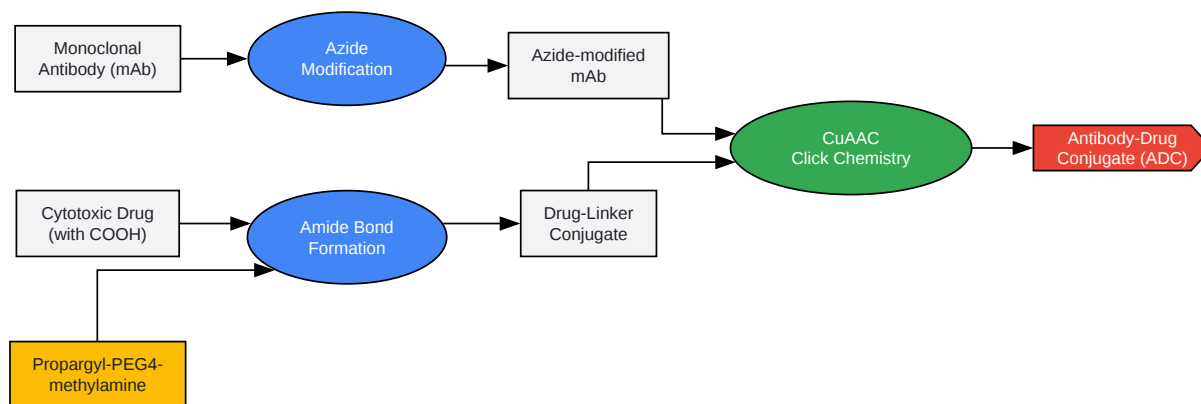 Monoclonal
Antibody (mAb)
Azide
Modification
Azide-modified
mAb
CuAAC
Click Chemistry
Antibody-Drug
Conjugate (ADC)
Cytotoxic Drug
(with COOH)
Amide Bond
Formation
Drug-Linker
Conjugate
Propargyl-PEG4-
methylamine